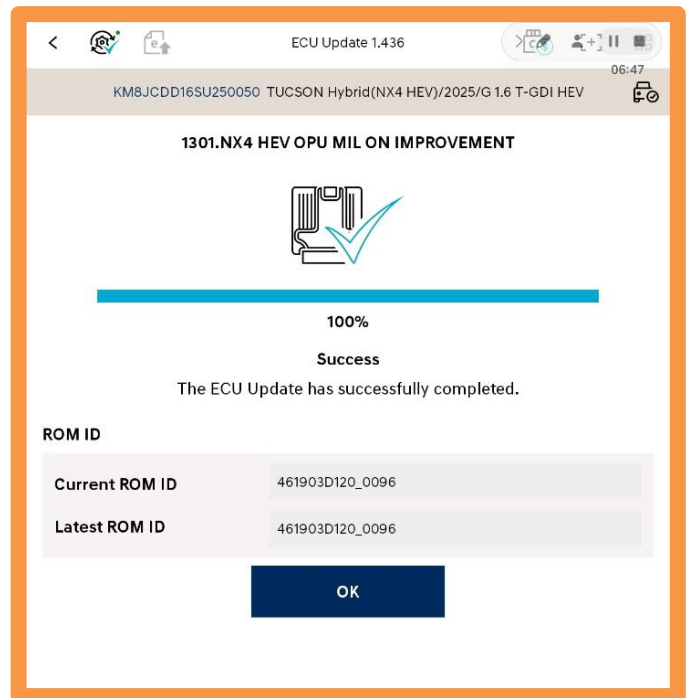 ECU Update 1.436
06:47
KM8JCDD16SU250050 TUCSON Hybrid(NX4 HEV)/2025/G 1.6 T-GDI HEV
1301.NX4 HEV OPU MIL ON IMPROVEMENT
100%
Success
The ECU Update has successfully completed.
ROM ID
Current ROM ID 461903D120_0096
Latest ROM ID 461903D120_0096
OK